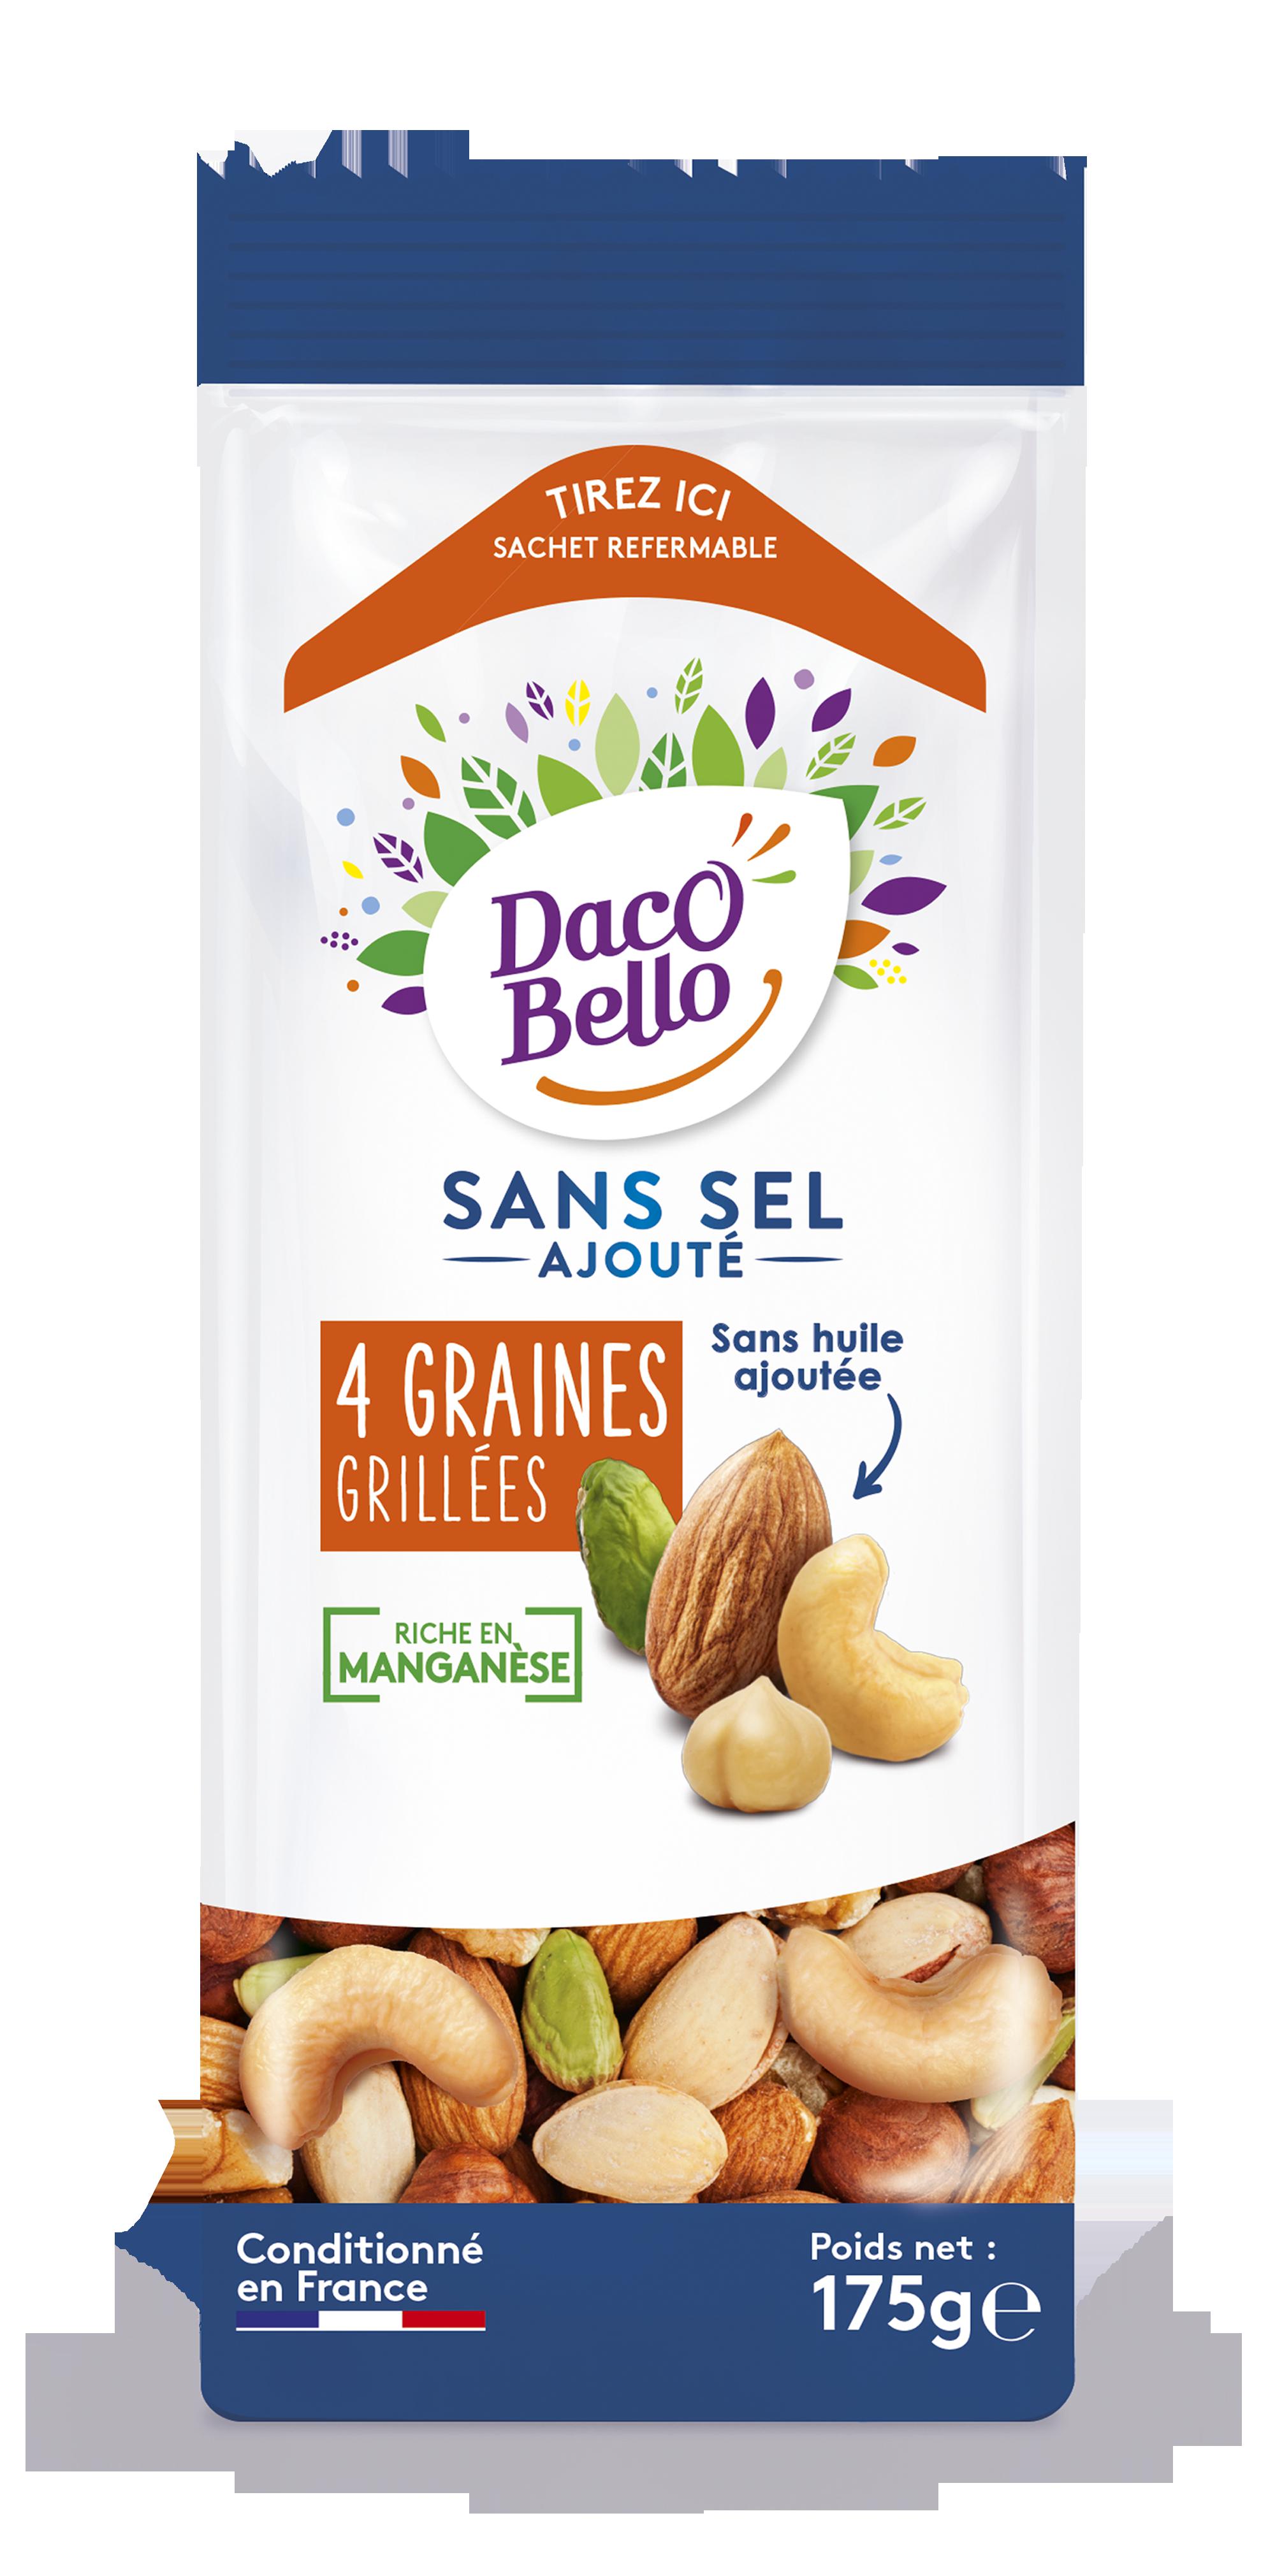 TIREZ ICI
SACHET REFERMABLE
Daco
Bello
SANS SEL
AJOUTÉ
4 GRAINES
GRILLÉES
Sans huile
ajoutée
RICHE EN
MANGANÈSE
Conditionné
en France
Poids net :
175g℮